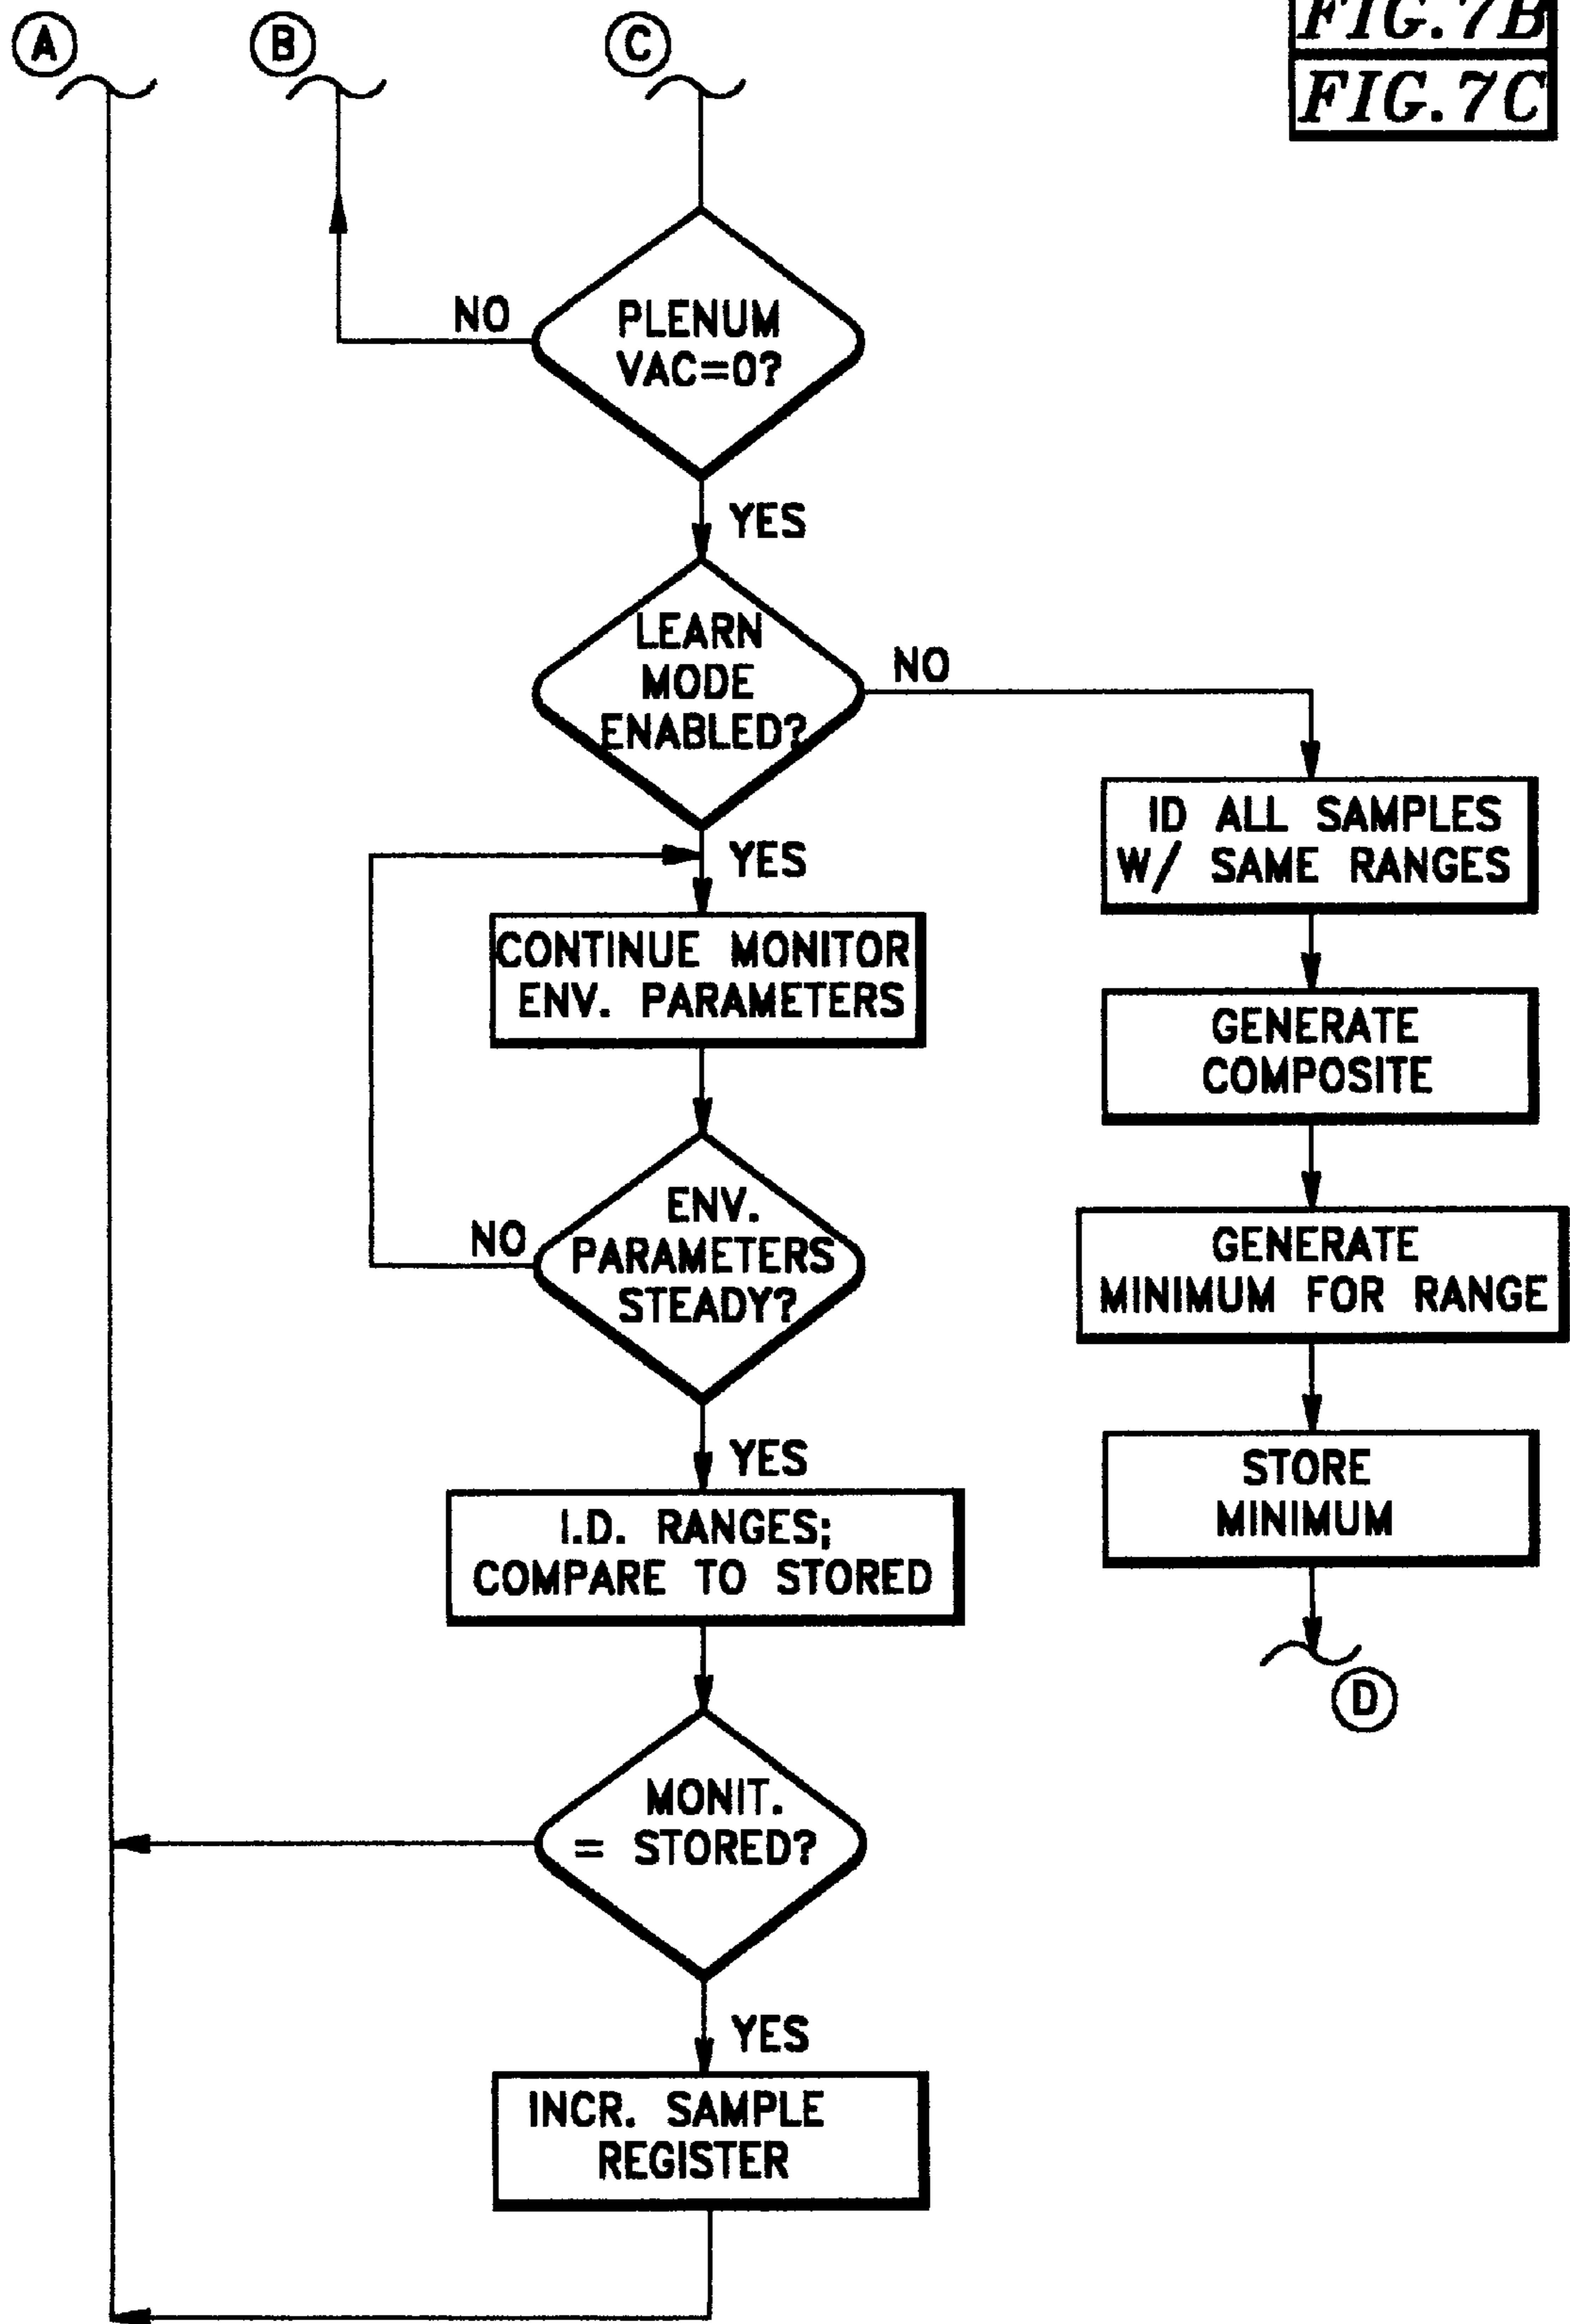 FIG.7B
FIG.7C
A
B
C
PLENUM
VAC=0?
NO
YES
LEARN
MODE
ENABLED?
NO
YES
ID ALL SAMPLES
W/ SAME RANGES
CONTINUE MONITOR
ENV. PARAMETERS
GENERATE
COMPOSITE
ENV.
PARAMETERS
STEADY?
NO
GENERATE
MINIMUM FOR RANGE
YES
STORE
MINIMUM
I.D. RANGES;
COMPARE TO STORED
D
MONIT.
= STORED?
YES
INCR. SAMPLE
REGISTER